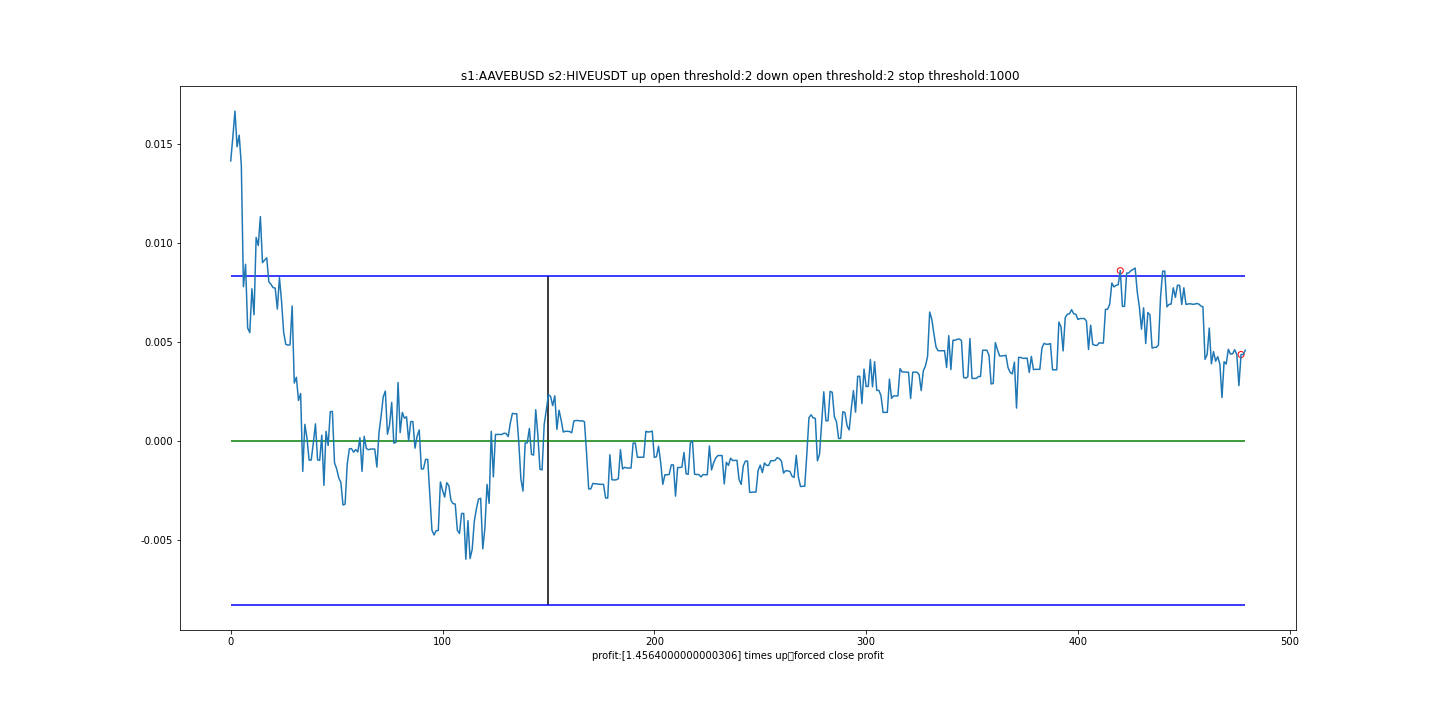 s1:AAVEBUSD s2:HIVEUSDT up open threshold:2 down open threshold:2 stop threshold:1000
0.015
0.010
0.005
0.000
-0.005
0 100 200 300 400 500
profit:[1.4564000000000306] times up▯forced close profit